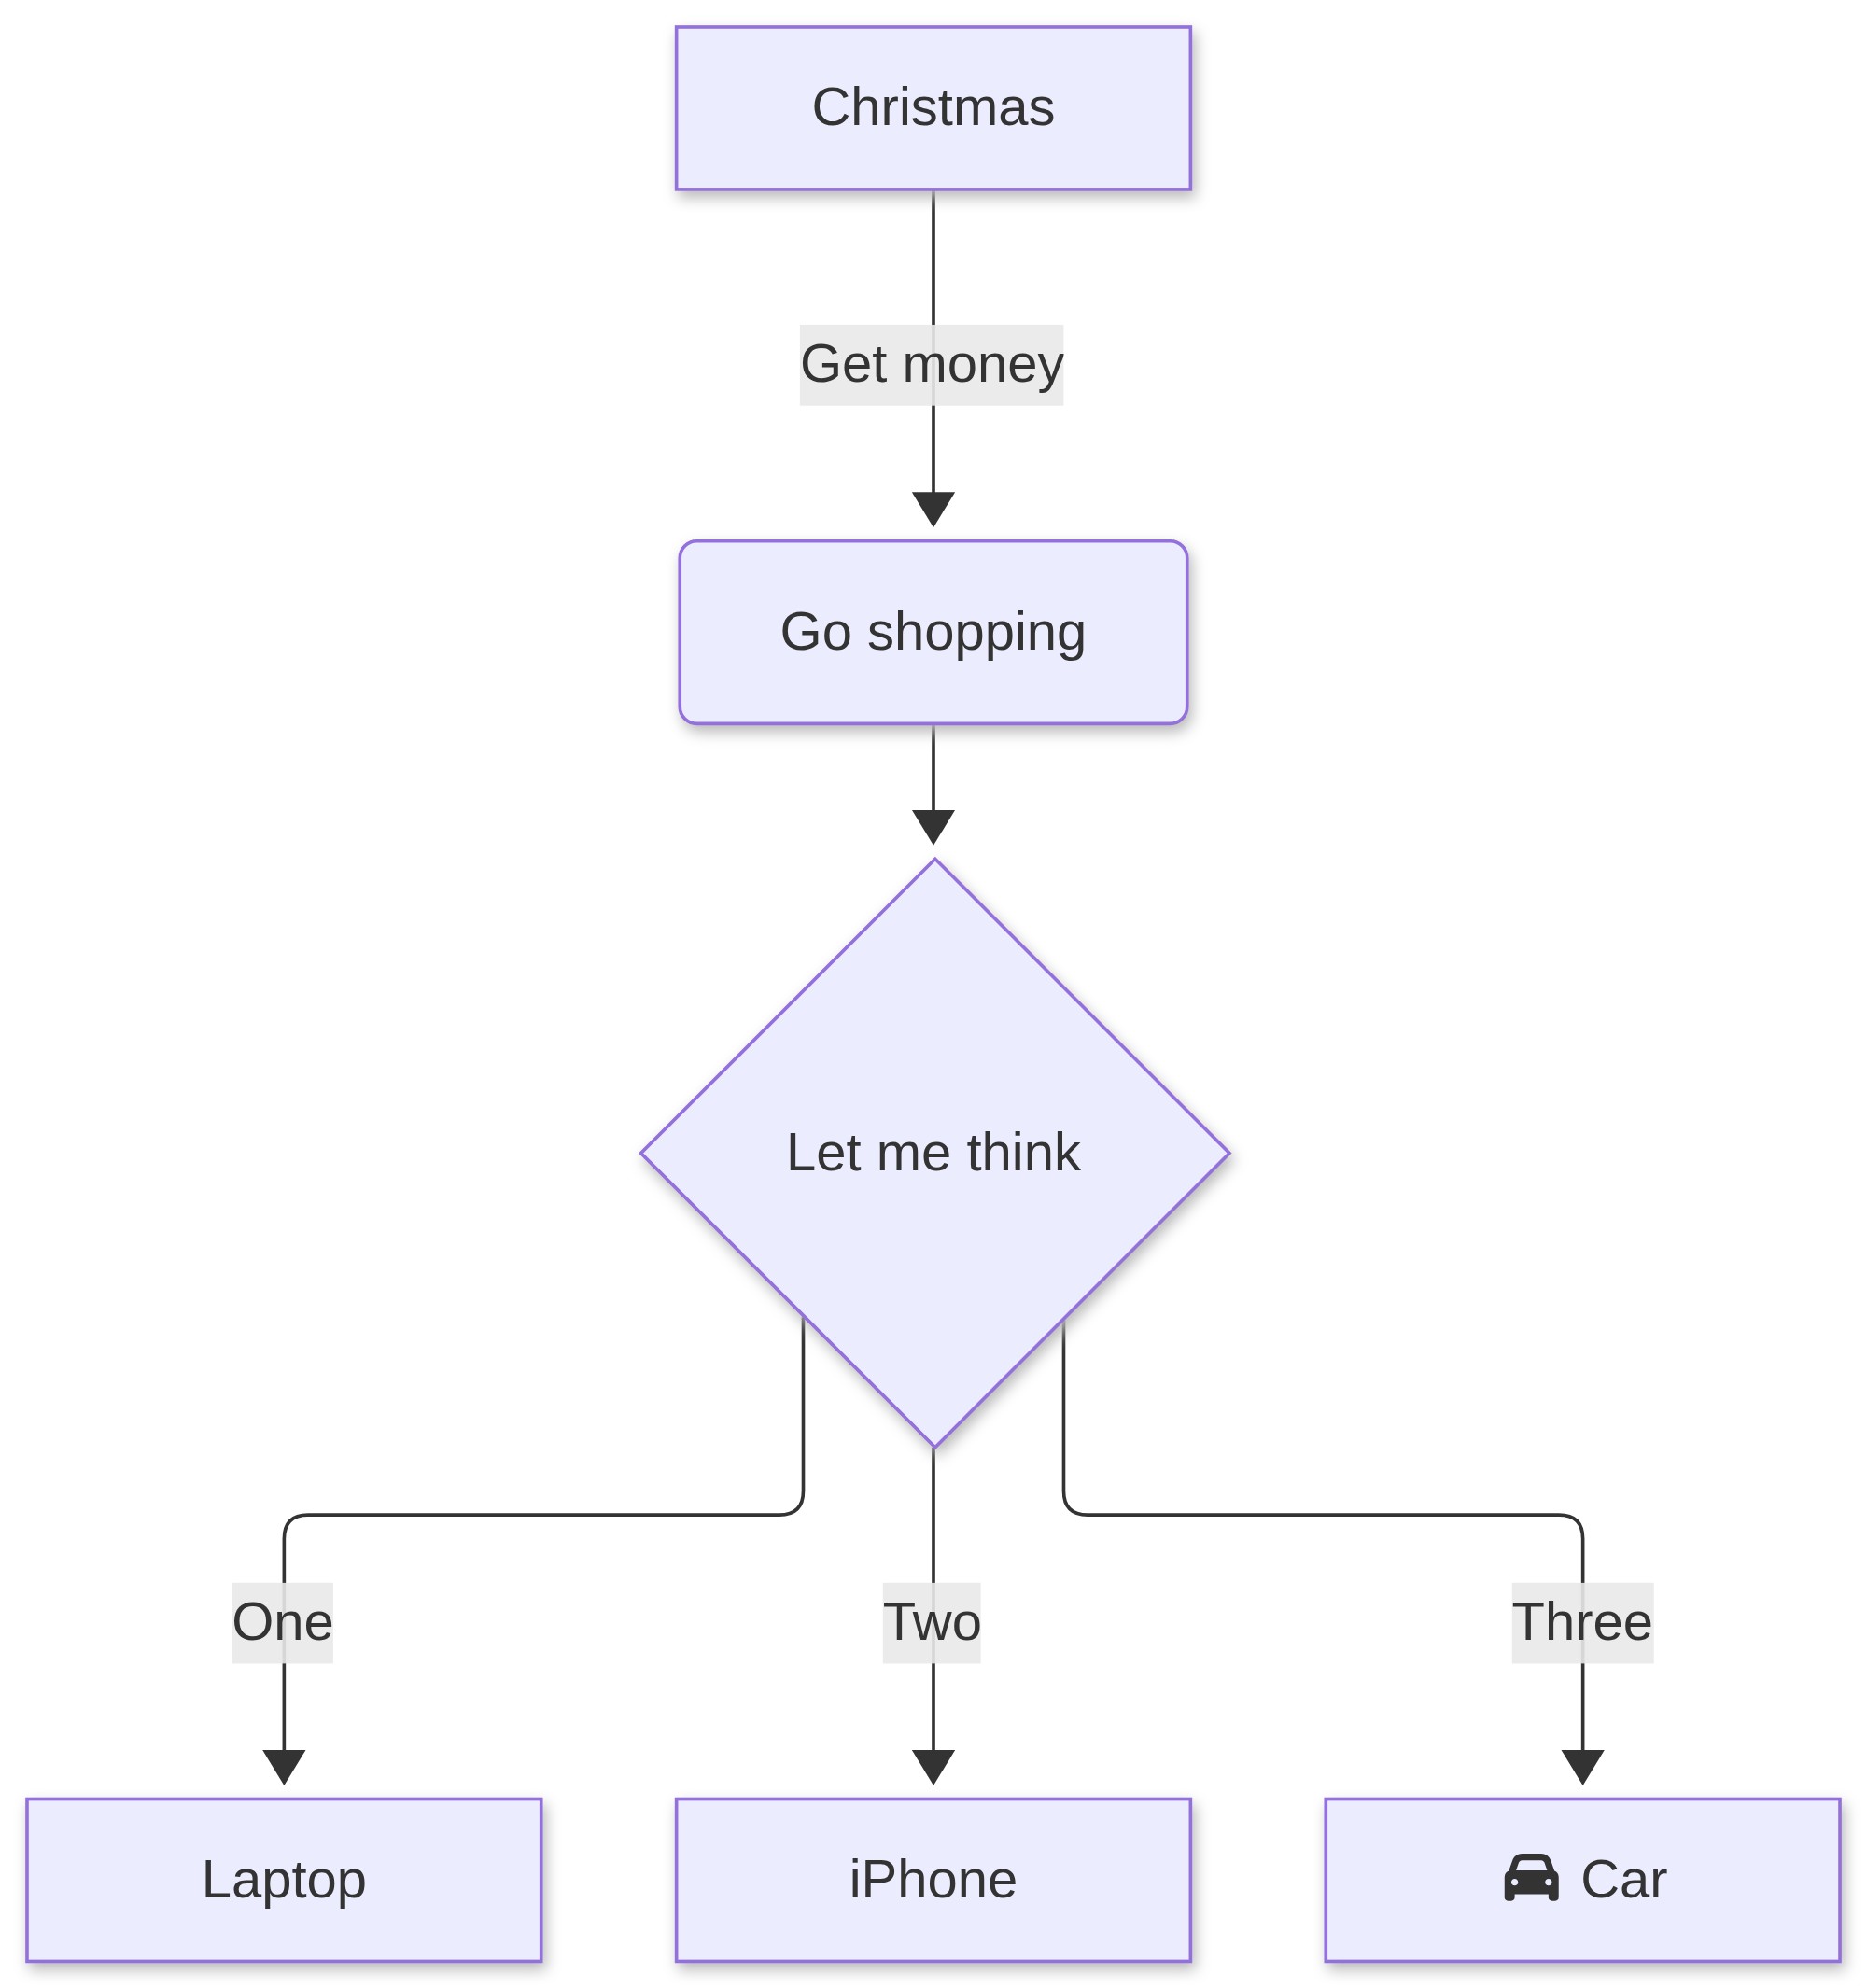 Christmas
Get money
Go shopping
Let me think
One
Two
Three
Laptop
iPhone
Car